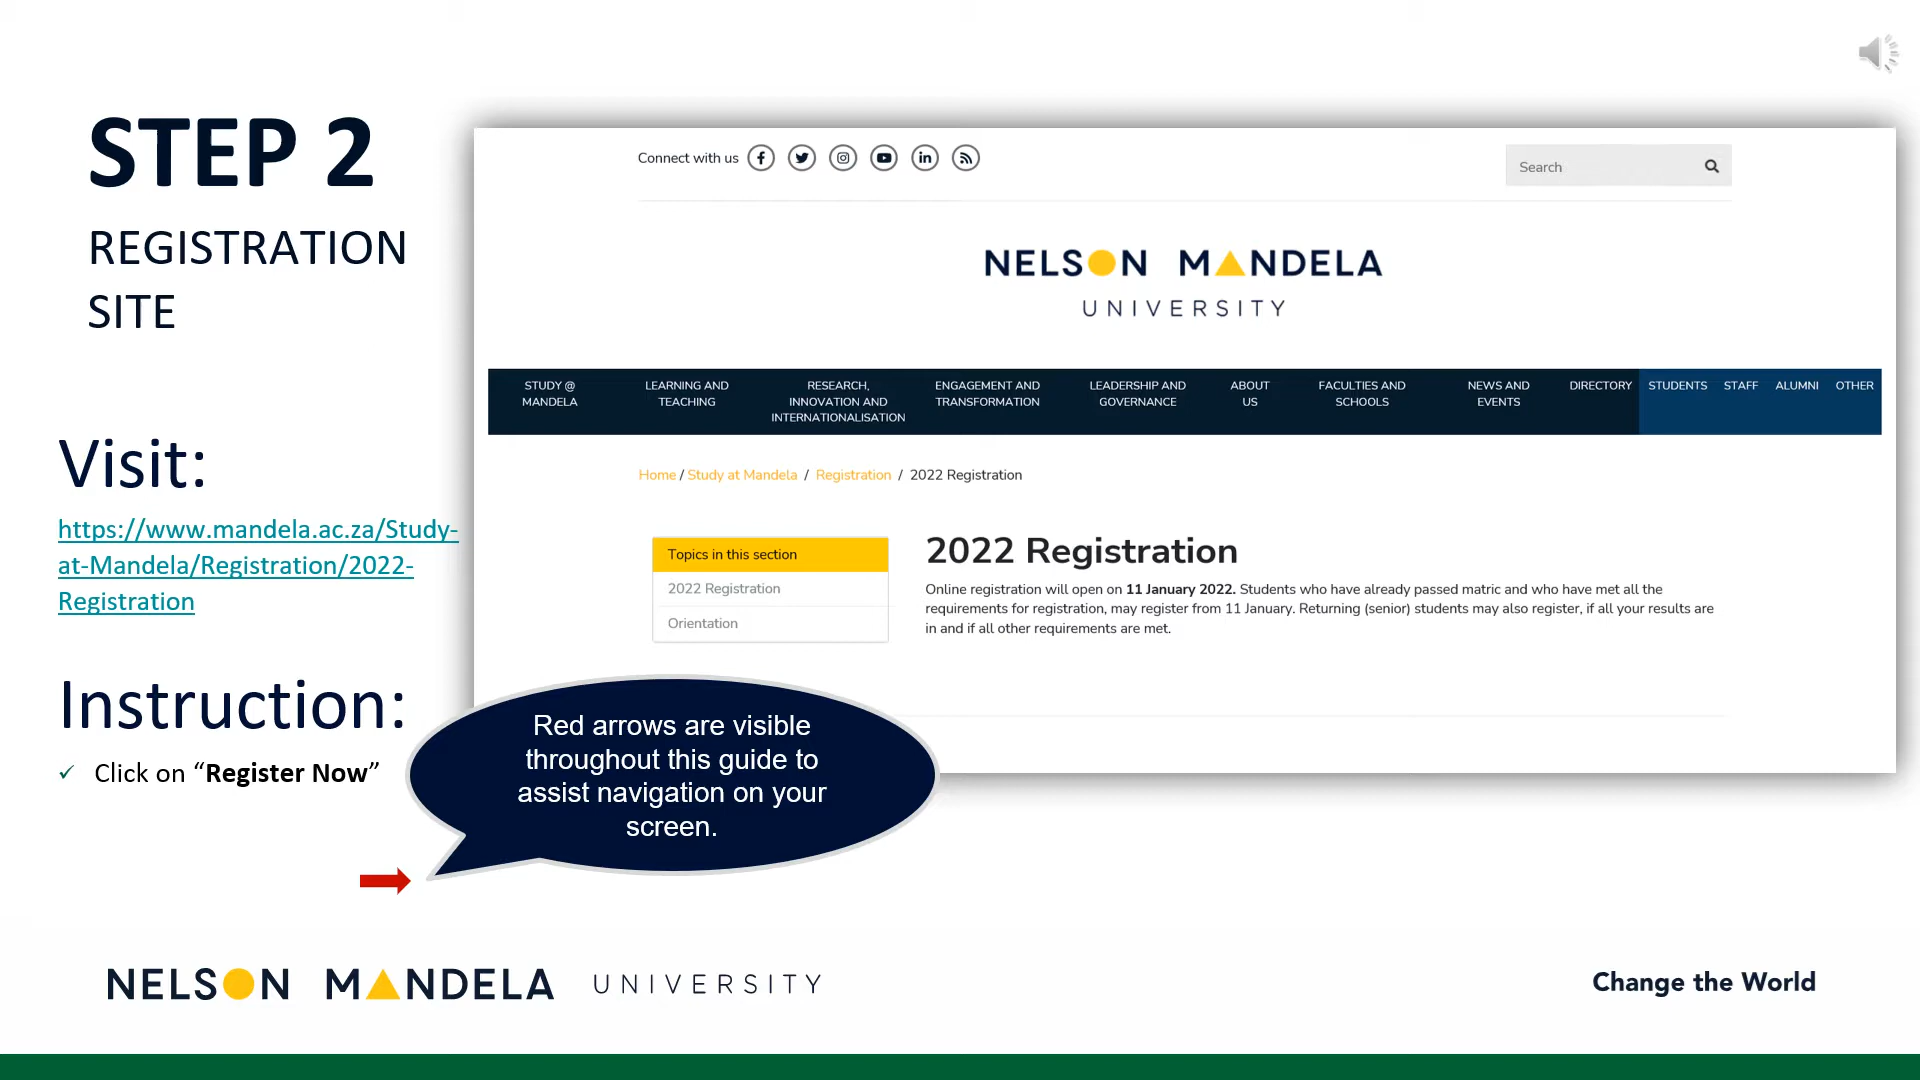 STEP 2
REGISTRATION
SITE
Visit:
https://www.mandela.ac.za/Study-
at-Mandela/Registration/2022-
Registration
Instruction:
✓ Click on “Register Now”
Connect with us
Search
NELSON MANDELA
UNIVERSITY
STUDY @
MANDELA
LEARNING AND
TEACHING
RESEARCH,
INNOVATION AND
INTERNATIONALISATION
ENGAGEMENT AND
TRANSFORMATION
LEADERSHIP AND
GOVERNANCE
ABOUT
US
FACULTIES AND
SCHOOLS
NEWS AND
EVENTS
DIRECTORY
STUDENTS
STAFF
ALUMNI
OTHER
Home / Study at Mandela / Registration / 2022 Registration
Topics in this section
2022 Registration
Orientation
2022 Registration
Online registration will open on 11 January 2022. Students who have already passed matric and who have met all the
requirements for registration, may register from 11 January. Returning (senior) students may also register, if all your results are
in and if all other requirements are met.
Red arrows are visible
throughout this guide to
assist navigation on your
screen.
NELSON MANDELA UNIVERSITY
Change the World